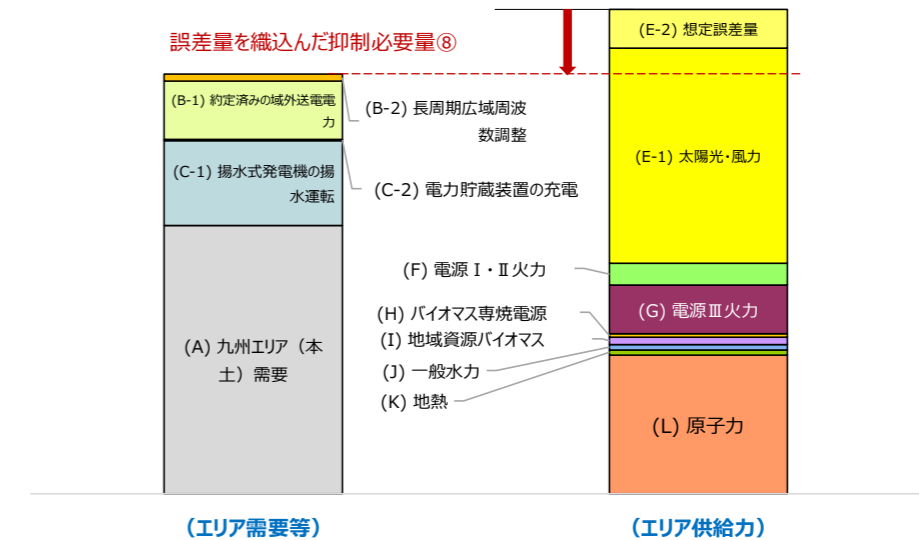 誤差量を織込んだ抑制必要量⑧
(B-1) 約定済みの域外送電電
力
(B-2) 長周期広域周波
数調整
(C-1) 揚水式発電機の揚
水運転
(C-2) 電力貯蔵装置の充電
(A) 九州エリア（本
土）需要
(E-2) 想定誤差量
(E-1) 太陽光・風力
(F) 電源Ⅰ・Ⅱ火力
(G) 電源Ⅲ火力
(H) バイオマス専焼電源
(I) 地域資源バイオマス
(J) 一般水力
(K) 地熱
(L) 原子力
（エリア需要等）
（エリア供給力）